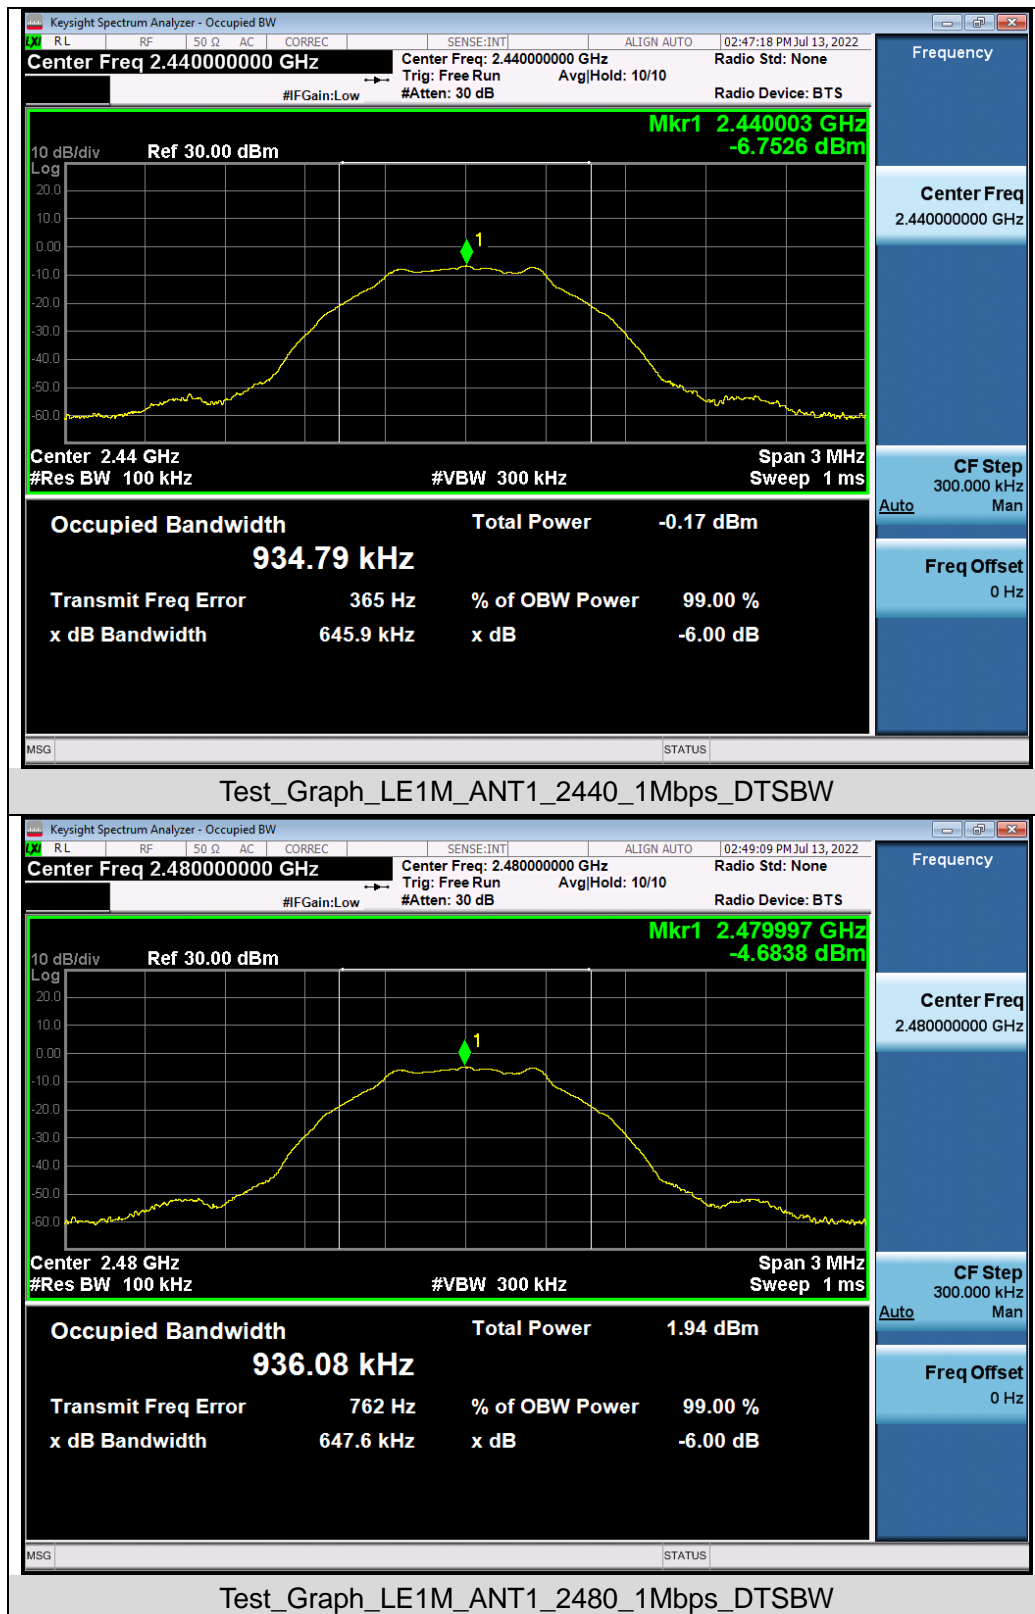 Keysight Spectrum Analyzer - Occupied BW
LXI RL RF 50 Ω AC CORREC SENSE:INT ALIGN AUTO 02:47:18 PM Jul 13, 2022
Center Freq 2.440000000 GHz
Center Freq: 2.440000000 GHz
Radio Std: None
Trig: Free Run Avg|Hold: 10/10
#IFGain:Low
#Atten: 30 dB
Radio Device: BTS
Frequency
Mkr1 2.440003 GHz
-6.7526 dBm
10 dB/div Ref 30.00 dBm
Log
20.0
10.0
0.00
-10.0
-20.0
-30.0
-40.0
-50.0
-60.0
1
Center Freq
2.440000000 GHz
Center 2.44 GHz Span 3 MHz
#Res BW 100 kHz #VBW 300 kHz Sweep 1 ms
CF Step
300.000 kHz
Auto Man
Freq Offset
0 Hz
Occupied Bandwidth Total Power -0.17 dBm
934.79 kHz
Transmit Freq Error 365 Hz % of OBW Power 99.00 %
x dB Bandwidth 645.9 kHz x dB -6.00 dB
MSG STATUS
Test_Graph_LE1M_ANT1_2440_1Mbps_DTSBW
Keysight Spectrum Analyzer - Occupied BW
LXI RL RF 50 Ω AC CORREC SENSE:INT ALIGN AUTO 02:49:09 PM Jul 13, 2022
Center Freq 2.480000000 GHz
Center Freq: 2.480000000 GHz
Radio Std: None
Trig: Free Run Avg|Hold: 10/10
#IFGain:Low
#Atten: 30 dB
Radio Device: BTS
Frequency
Mkr1 2.479997 GHz
-4.6838 dBm
10 dB/div Ref 30.00 dBm
Log
20.0
10.0
0.00
-10.0
-20.0
-30.0
-40.0
-50.0
-60.0
1
Center Freq
2.480000000 GHz
Center 2.48 GHz Span 3 MHz
#Res BW 100 kHz #VBW 300 kHz Sweep 1 ms
CF Step
300.000 kHz
Auto Man
Freq Offset
0 Hz
Occupied Bandwidth Total Power 1.94 dBm
936.08 kHz
Transmit Freq Error 762 Hz % of OBW Power 99.00 %
x dB Bandwidth 647.6 kHz x dB -6.00 dB
MSG STATUS
Test_Graph_LE1M_ANT1_2480_1Mbps_DTSBW